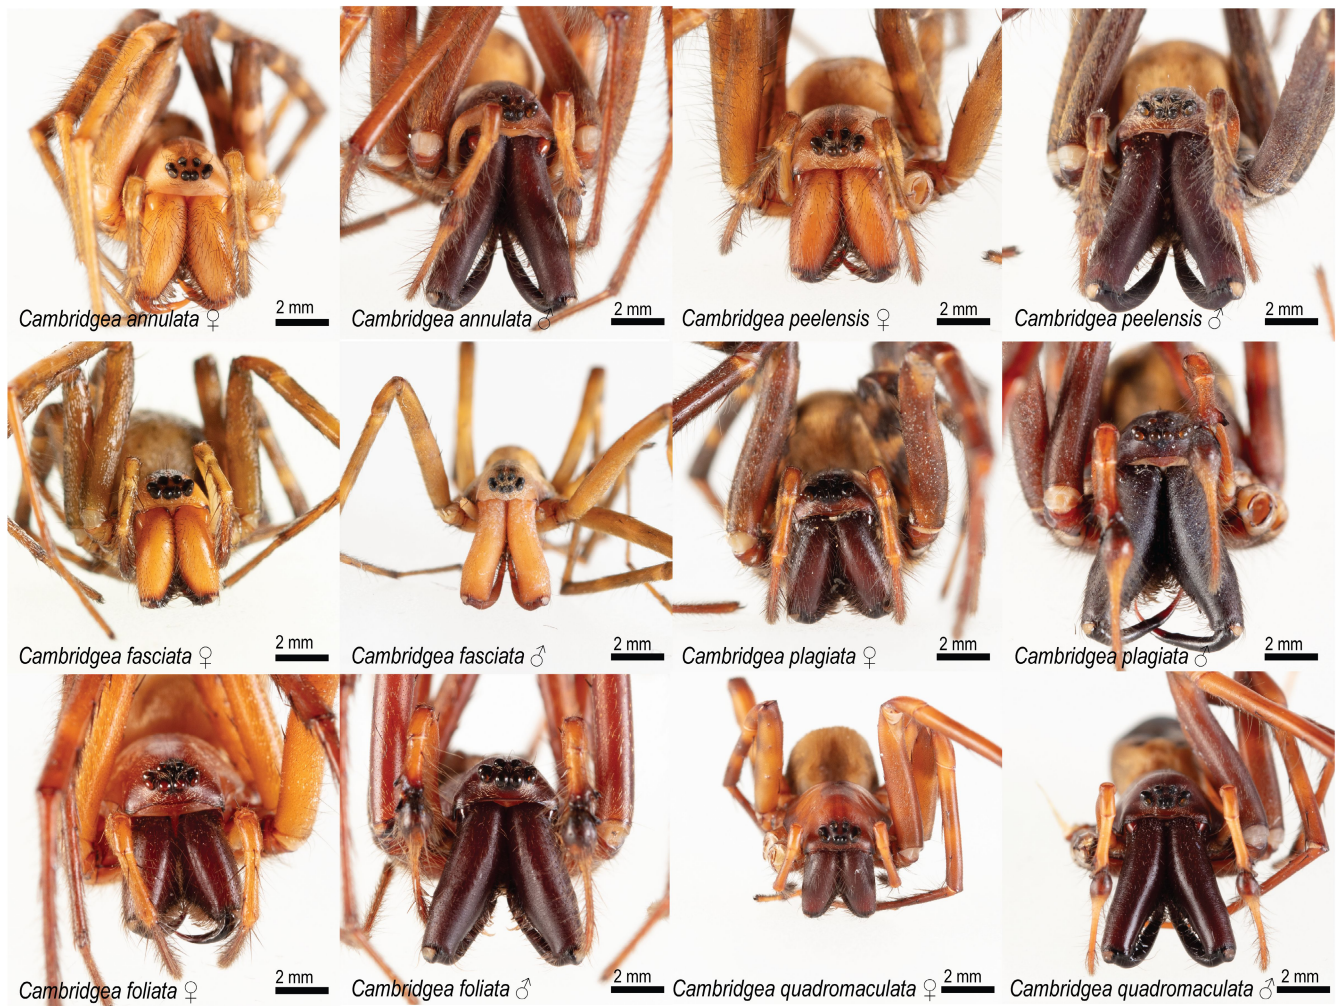 Cambridgea annulata ♀ 2 mm
Cambridgea annulata ♂ 2 mm
Cambridgea peelensis ♀ 2 mm
Cambridgea peelensis ♂ 2 mm
Cambridgea fasciata ♀ 2 mm
Cambridgea fasciata ♂ 2 mm
Cambridgea plagiata ♀ 2 mm
Cambridgea plagiata ♂ 2 mm
Cambridgea foliata ♀ 2 mm
Cambridgea foliata ♂ 2 mm
Cambridgea quadromaculata ♀ 2 mm
Cambridgea quadromaculata ♂ 2 mm